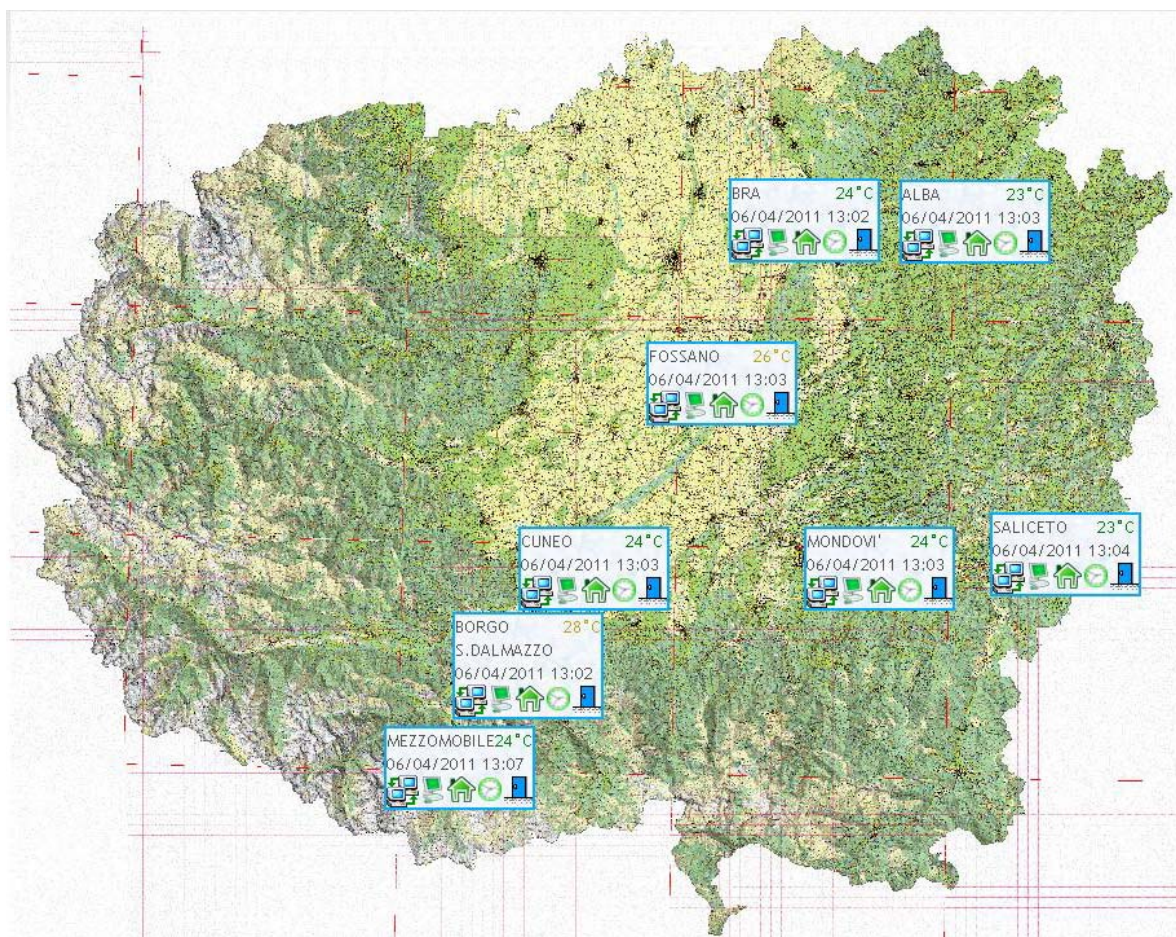 BRA 24°C
06/04/2011 13:02
ALBA 23°C
06/04/2011 13:03
FOSSANO 26°C
06/04/2011 13:03
CUNEO 24°C
06/04/2011 13:03
MONDOVI' 24°C
06/04/2011 13:03
SALICETO 23°C
06/04/2011 13:04
BORGO 28°C
S.DALMAZZO
06/04/2011 13:02
MEZZOMOBILE24°C
06/04/2011 13:07